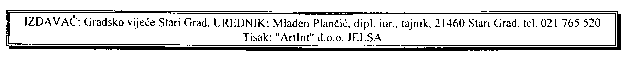 IZDAVAČ: Gradsko vijeće Stari Grad, UREDNIK: Mladen Plančić, dipl. iur., tajnik, 21460 Stari Grad, tel. 021 765 520
Tisak: "ArtInt" d.o.o. JELSA